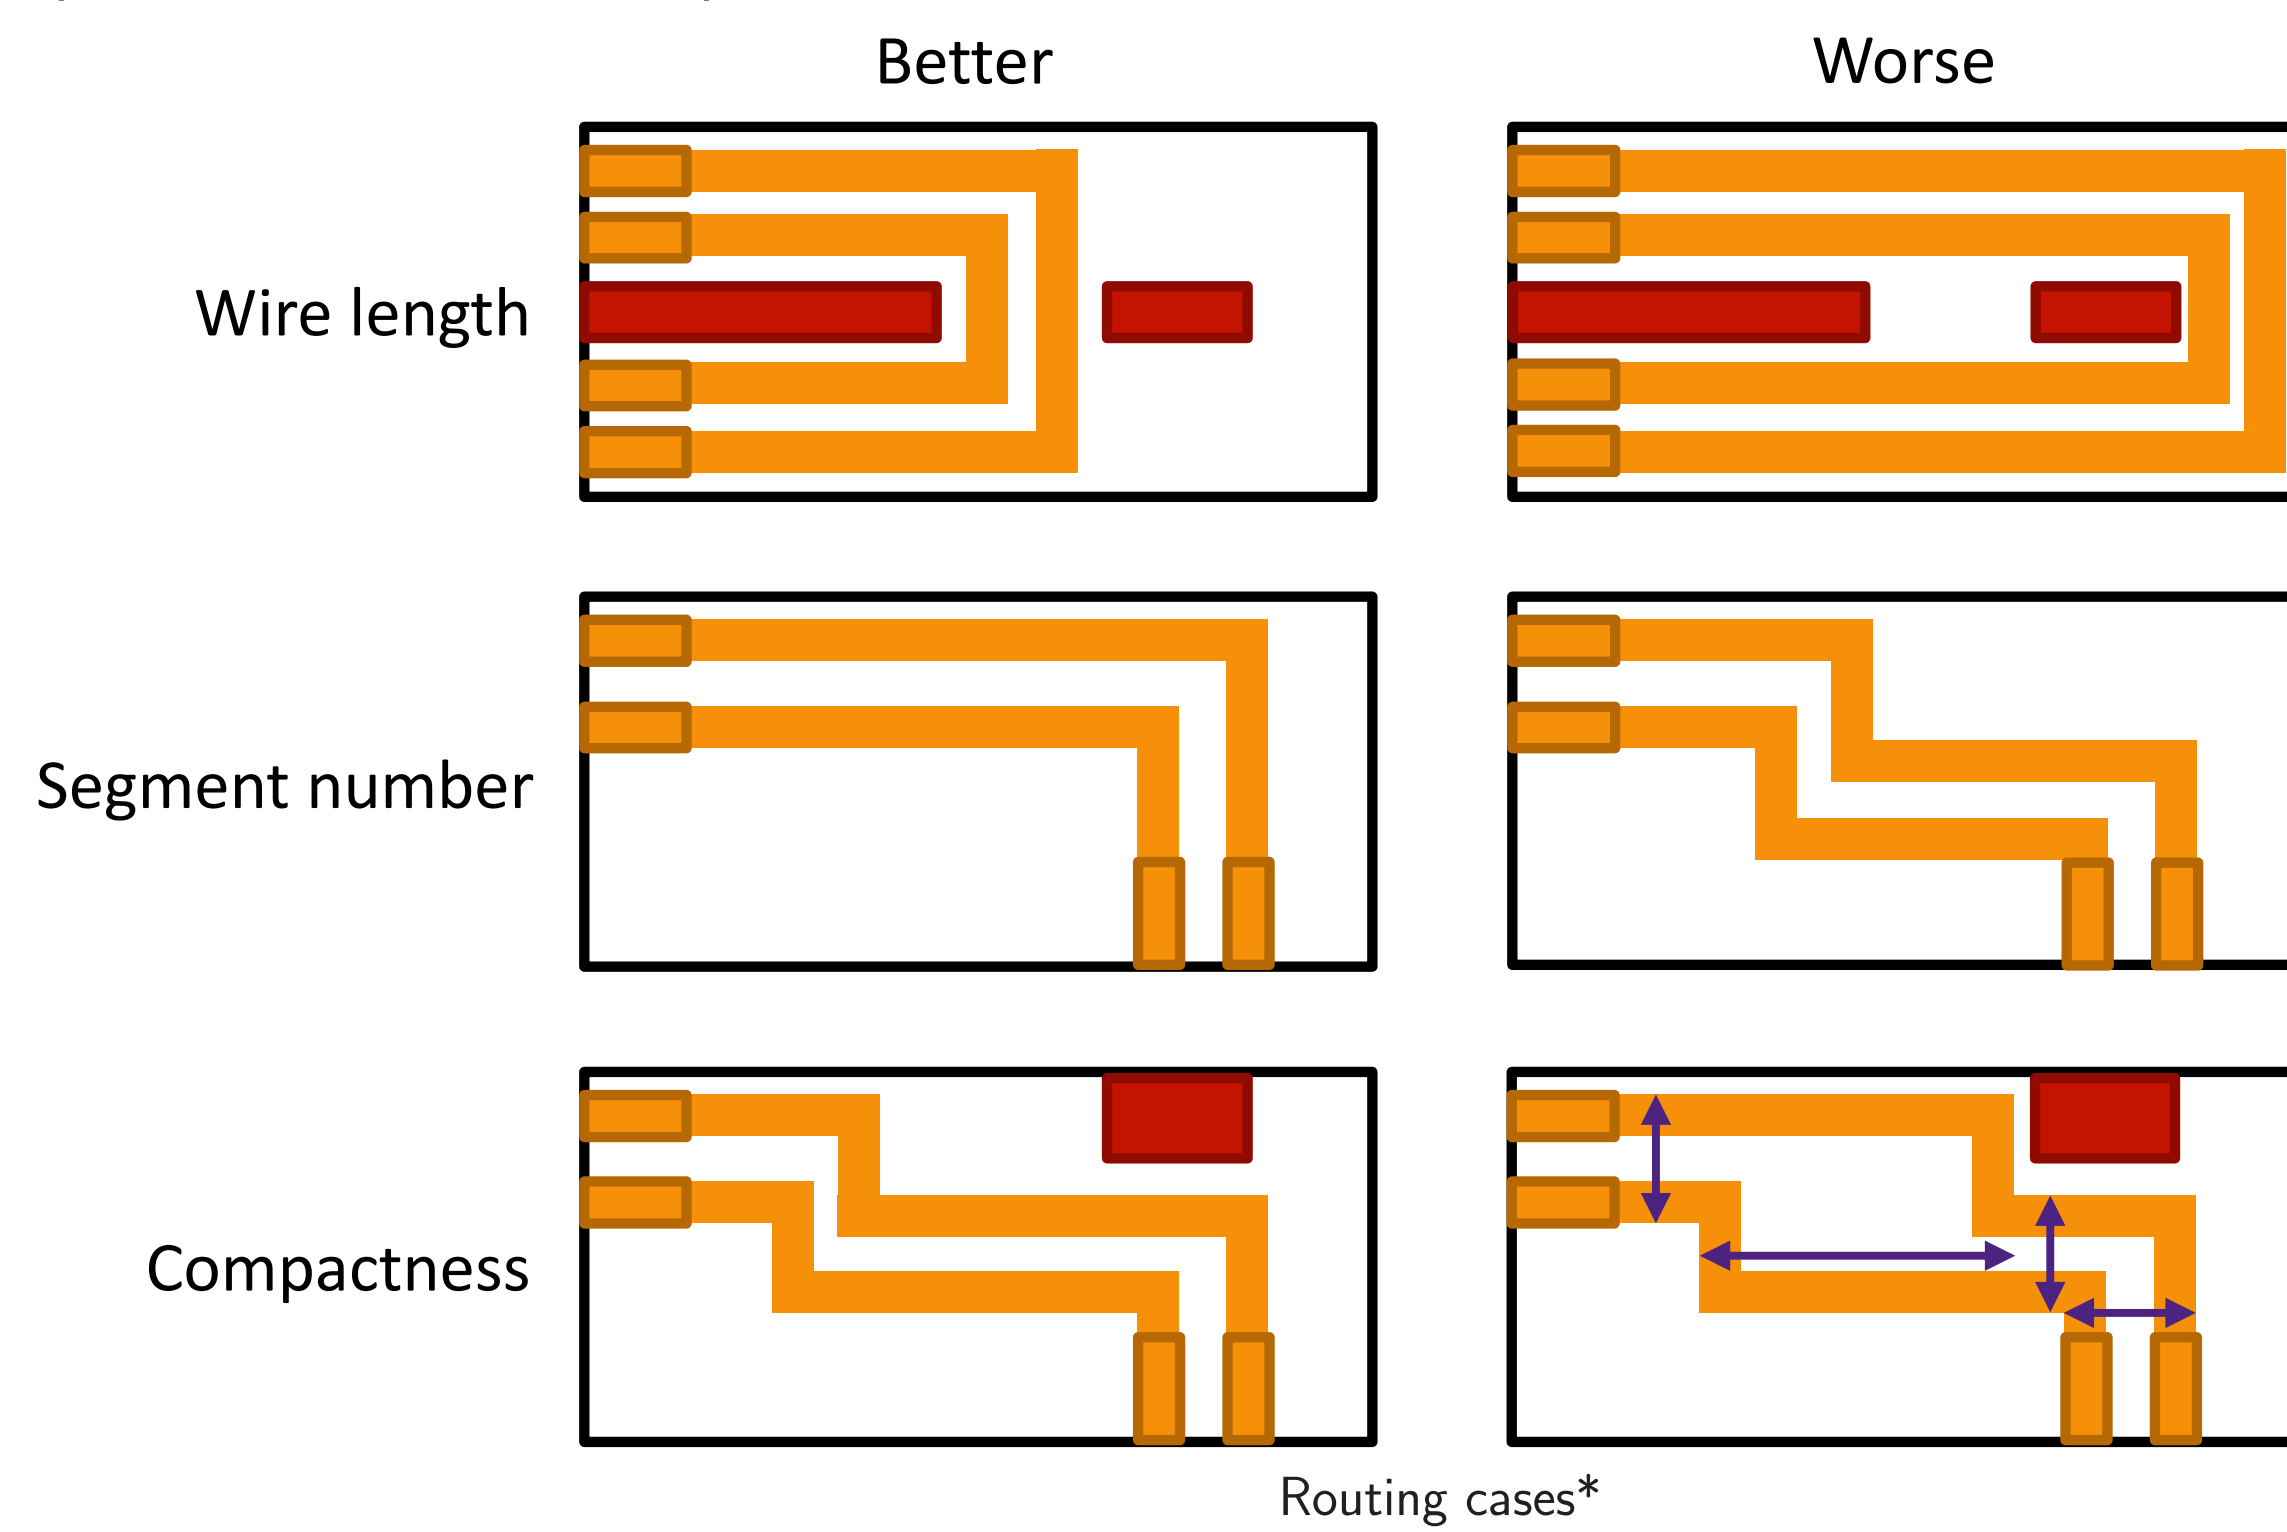 Better
Worse
Wire length
Segment number
Compactness
Routing cases*